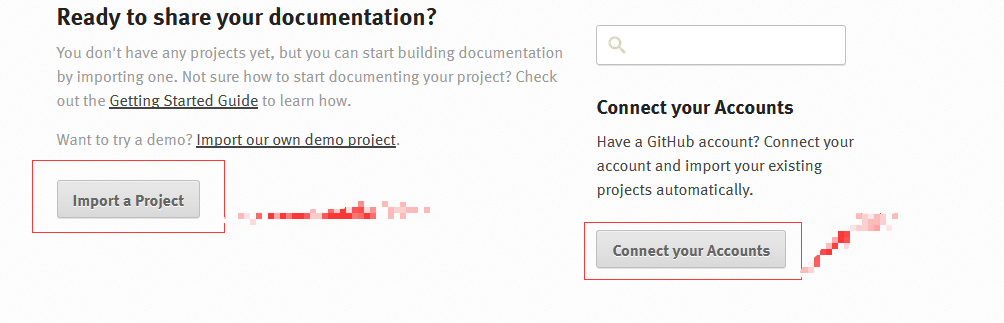 Ready to share your documentation?
You don't have any projects yet, but you can start building documentation
by importing one. Not sure how to start documenting your project? Check
out the Getting Started Guide to learn how.
Want to try a demo? Import our own demo project.
Import a Project
Connect your Accounts
Have a GitHub account? Connect your
account and import your existing
projects automatically.
Connect your Accounts